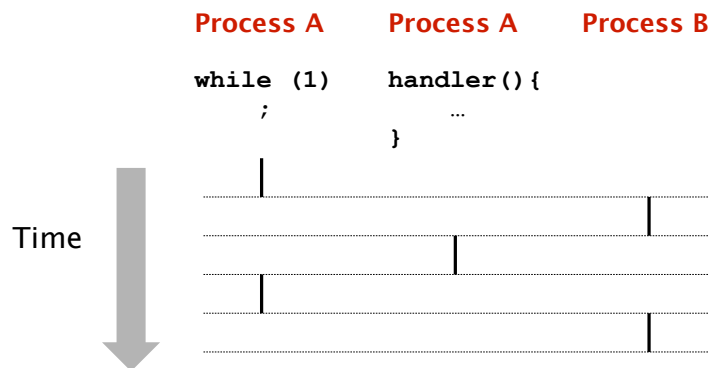 Process A Process A Process B
while (1) handler(){
; …
}
Time